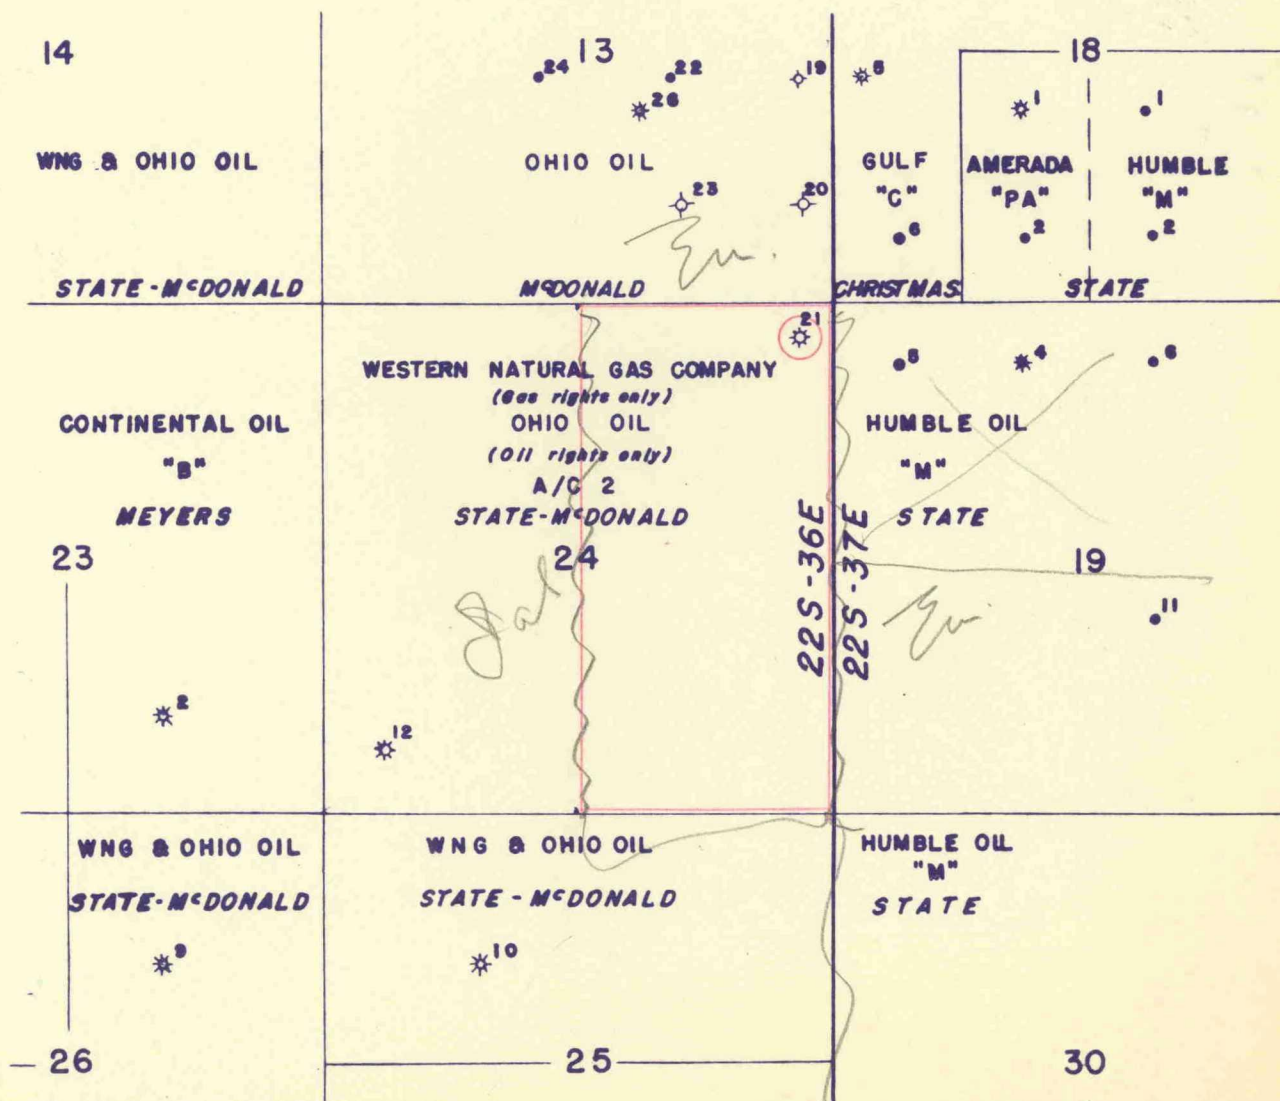 14
13
18
24
22
19
5
1
1
26
WNG & OHIO OIL
OHIO OIL
GULF
"C"
AMERADA
"PA"
HUMBLE
"M"
23
20
6
2
2
STATE-McDONALD
McDONALD
CHRISTMAS
STATE
21
WESTERN NATURAL GAS COMPANY
(Gas rights only)
OHIO OIL
(Oil rights only)
A/C 2
STATE-McDONALD
24
CONTINENTAL OIL
"B"
MEYERS
23
5
4
6
HUMBLE OIL
"M"
STATE
19
22S-36E
22S-37E
11
2
12
WNG & OHIO OIL
STATE-McDONALD
9
WNG & OHIO OIL
STATE-McDONALD
10
HUMBLE OIL
"M"
STATE
26
25
30